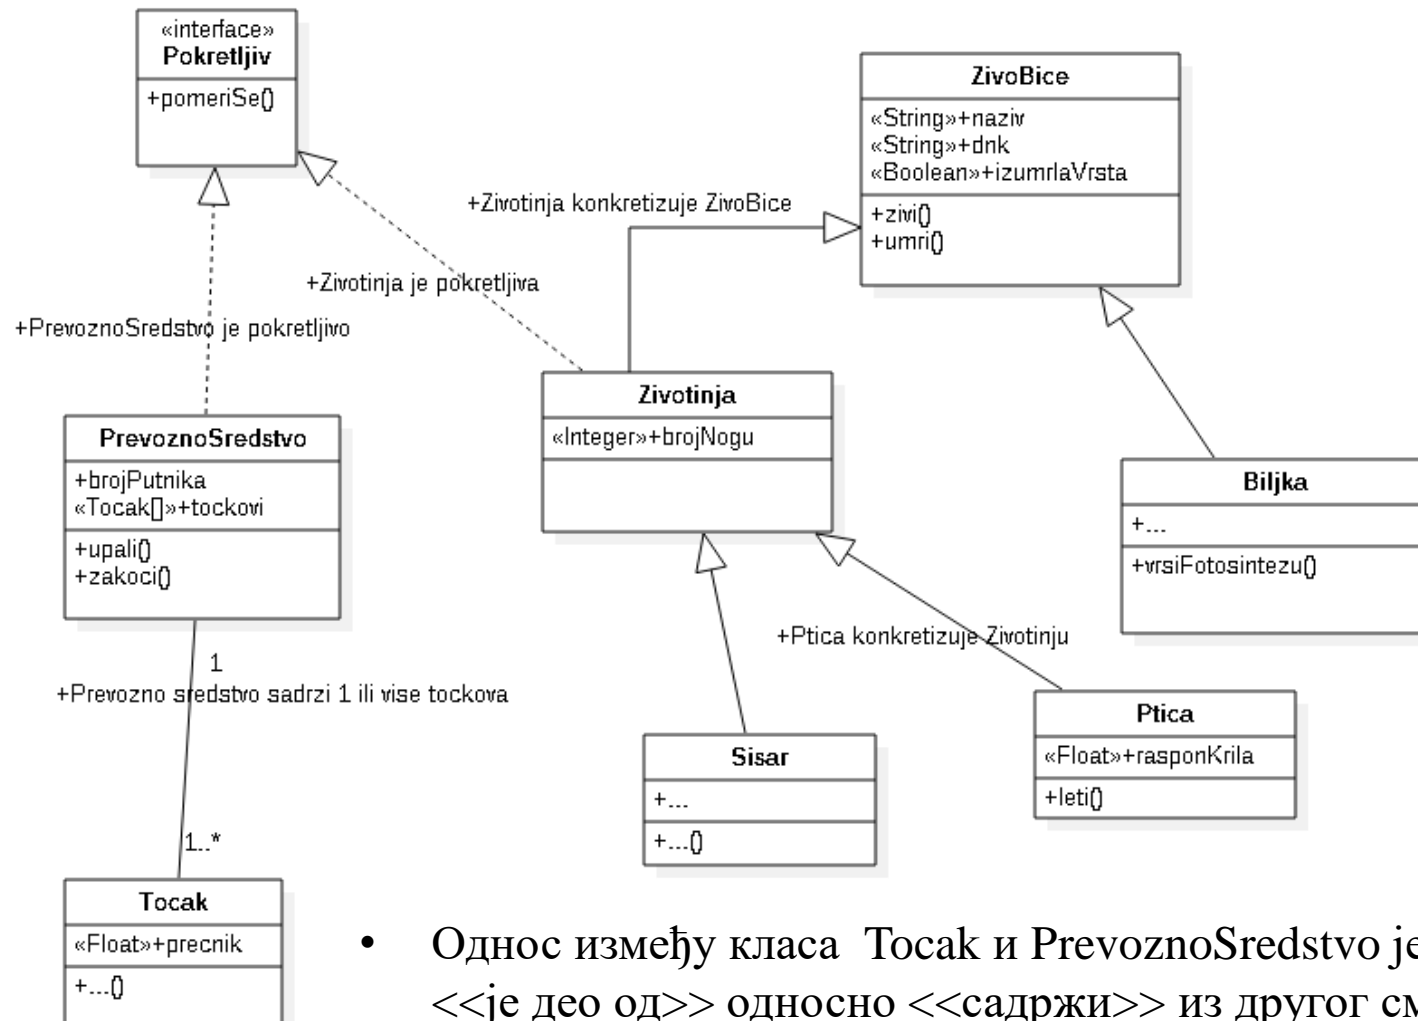 «interface»
Pokretljiv
+pomeriSe()
ZivoBice
«String»+naziv
«String»+dnk
«Boolean»+izumrlaVrsta
+zivi()
+umri()
+Zivotinja konkretizuje ZivoBice
+Zivotinja je pokretljiva
+PrevoznoSredstvo je pokretljivo
Zivotinja
«Integer»+brojNogu
PrevoznoSredstvo
+brojPutnika
«Tocak[]»+tockovi
+upali()
+zakoci()
Biljka
+...
+vrsiFotosintezu()
+Ptica konkretizuje Zivotinju
1
+Prevozno sredstvo sadrzi 1 ili vise tockova
1..*
Ptica
«Float»+rasponKrila
+leti()
Sisar
+...
+...()
Tocak
«Float»+precnik
+...()
• Однос између класа Tocak и PrevoznoSredstvo је
<<је део од>> односно <<садржи>> из другог см